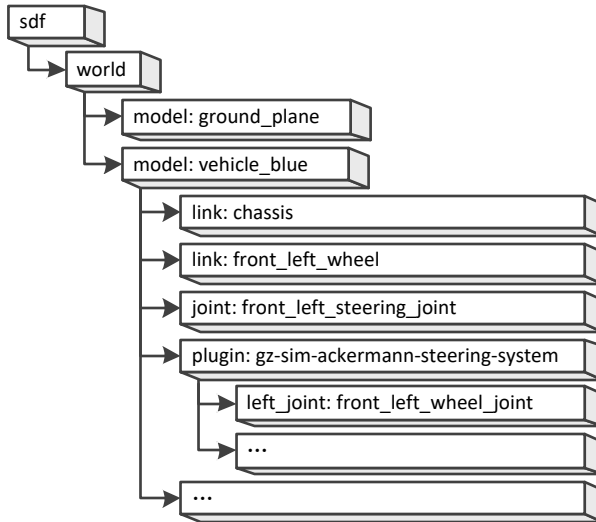 sdf
world
model: ground_plane
model: vehicle_blue
link: chassis
link: front_left_wheel
joint: front_left_steering_joint
plugin: gz-sim-ackermann-steering-system
left_joint: front_left_wheel_joint
...
...